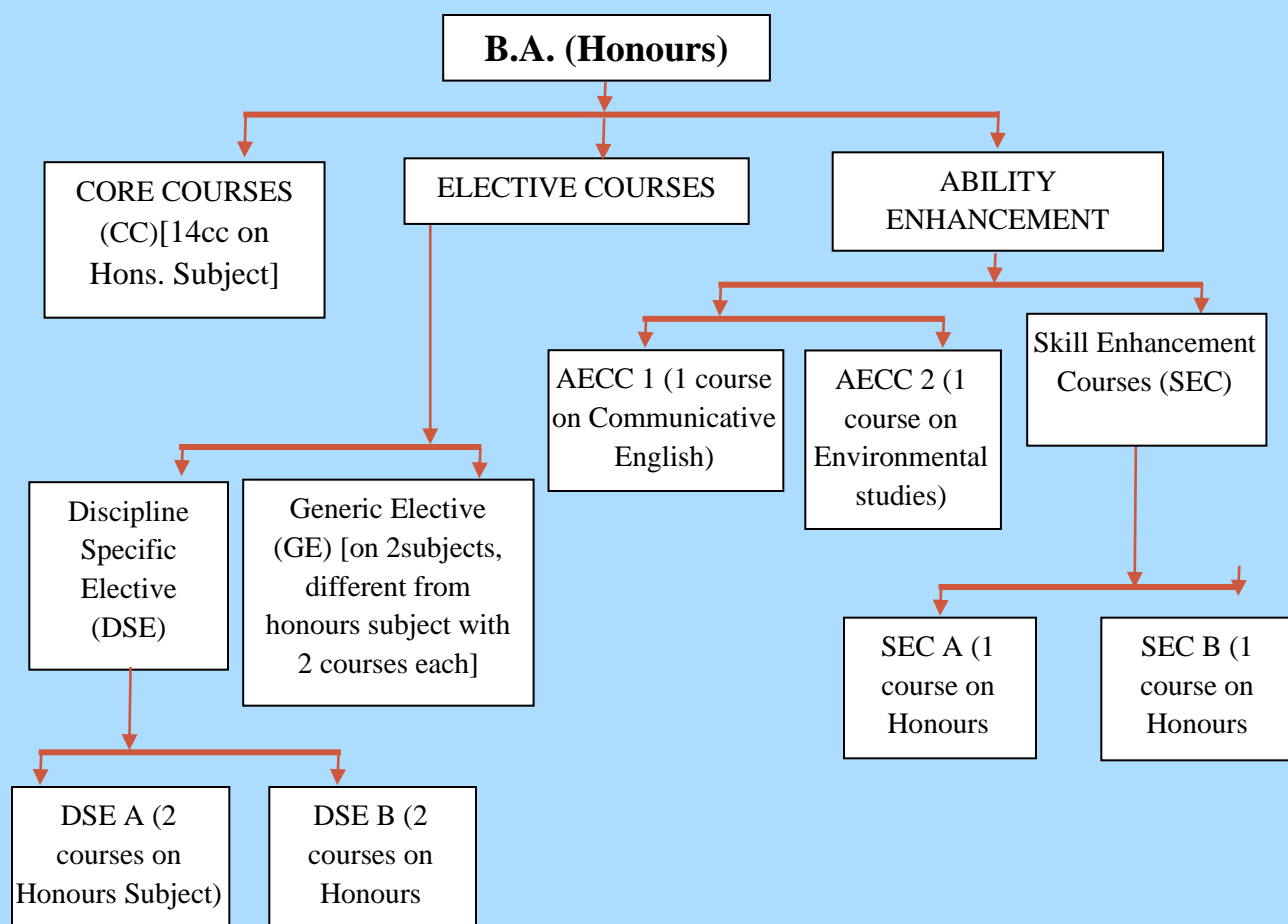 B.A. (Honours)
CORE COURSES
(CC)[14cc on
Hons. Subject]
ELECTIVE COURSES
ABILITY
ENHANCEMENT
AECC 1 (1 course
on Communicative
English)
AECC 2 (1
course on
Environmental
studies)
Skill Enhancement
Courses (SEC)
Discipline
Specific
Elective
(DSE)
Generic Elective
(GE) [on 2subjects,
different from
honours subject with
2 courses each]
SEC A (1
course on
Honours
SEC B (1
course on
Honours
DSE A (2
courses on
Honours Subject)
DSE B (2
courses on
Honours